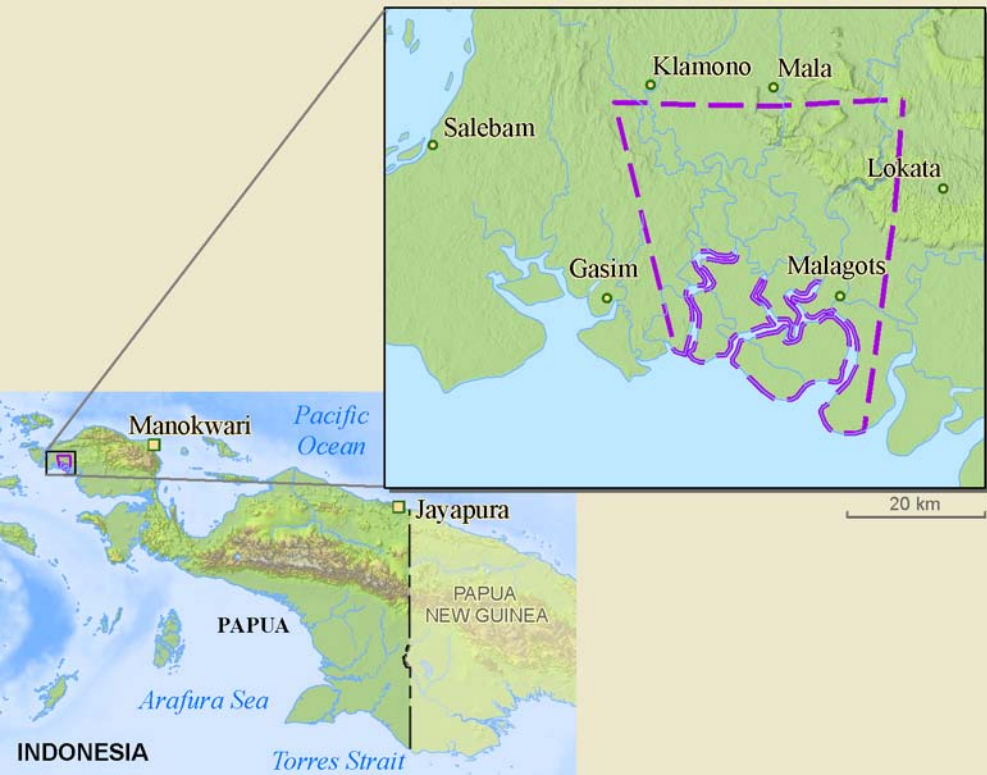 Klamono
Mala
Salebam
Lokata
Gasim
Malagots
Manokwari
Pacific
Ocean
20 km
Jayapura
PAPUA
NEW GUINEA
PAPUA
Arafura Sea
INDONESIA
Torres Strait